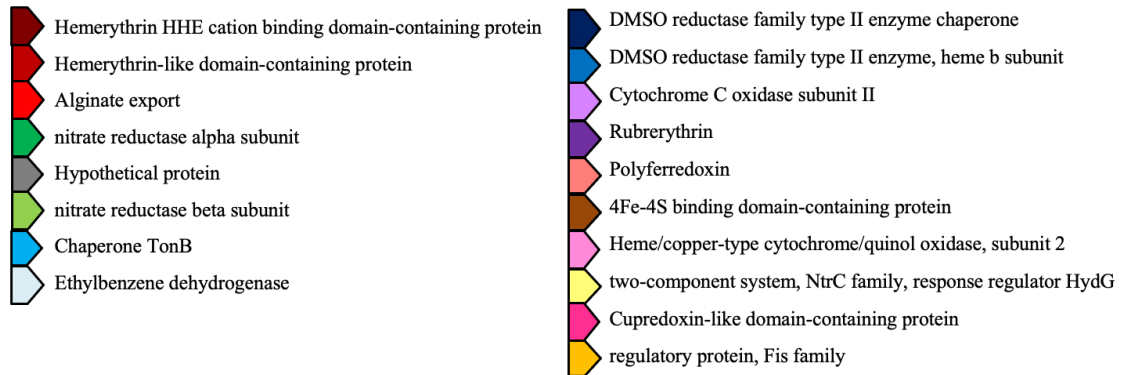 Hemerythrin HHE cation binding domain-containing protein
Hemerythrin-like domain-containing protein
Alginate export
nitrate reductase alpha subunit
Hypothetical protein
nitrate reductase beta subunit
Chaperone TonB
Ethylbenzene dehydrogenase
DMSO reductase family type II enzyme chaperone
DMSO reductase family type II enzyme, heme b subunit
Cytochrome C oxidase subunit II
Rubrerythrin
Polyferredoxin
4Fe-4S binding domain-containing protein
Heme/copper-type cytochrome/quinol oxidase, subunit 2
two-component system, NtrC family, response regulator HydG
Cupredoxin-like domain-containing protein
regulatory protein, Fis family